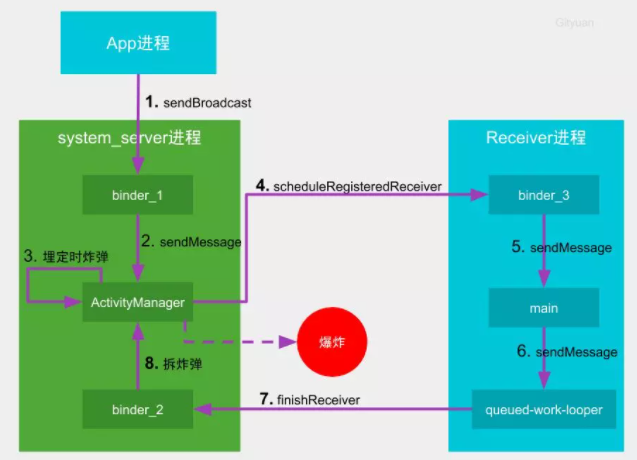 Gityuan
App进程
1. sendBroadcast
system_server进程
Receiver进程
binder_1
4. scheduleRegisteredReceiver
binder_3
2. sendMessage
5. sendMessage
3. 埋定时炸弹
ActivityManager
main
爆炸
6. sendMessage
8. 拆炸弹
7. finishReceiver
binder_2
queued-work-looper